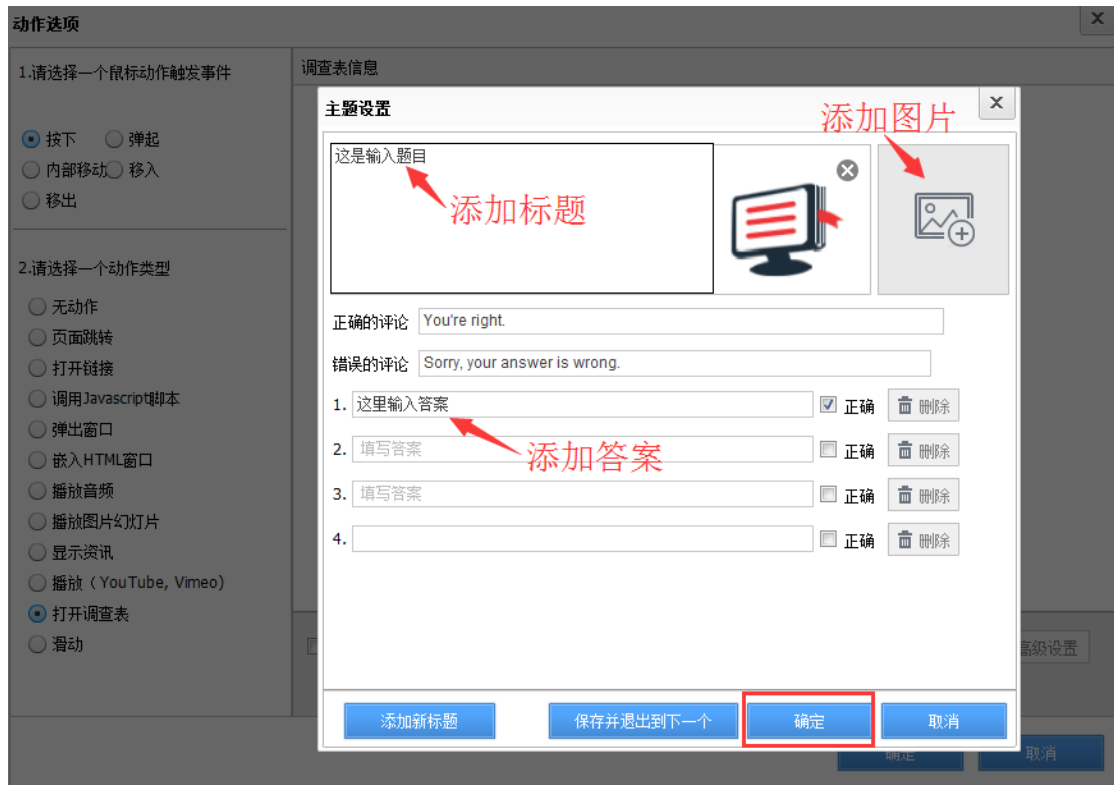 动作选项
1.请选择一个鼠标动作触发事件
按下 弹起
内部移动 移入
移出
2.请选择一个动作类型
无动作
页面跳转
打开链接
调用Javascript脚本
弹出窗口
嵌入HTML窗口
播放音频
播放图片幻灯片
显示资讯
播放（YouTube, Vimeo)
打开调查表
滑动
调查表信息
主题设置
添加图片
这是输入题目
添加标题
正确的评论 You're right.
错误的评论 Sorry, your answer is wrong.
1. 这里输入答案 正确 删除
2. 填写答案 正确 删除
添加答案
3. 填写答案 正确 删除
4. 正确 删除
高级设置
添加新标题 保存并退出到下一个 确定 取消
确定 取消